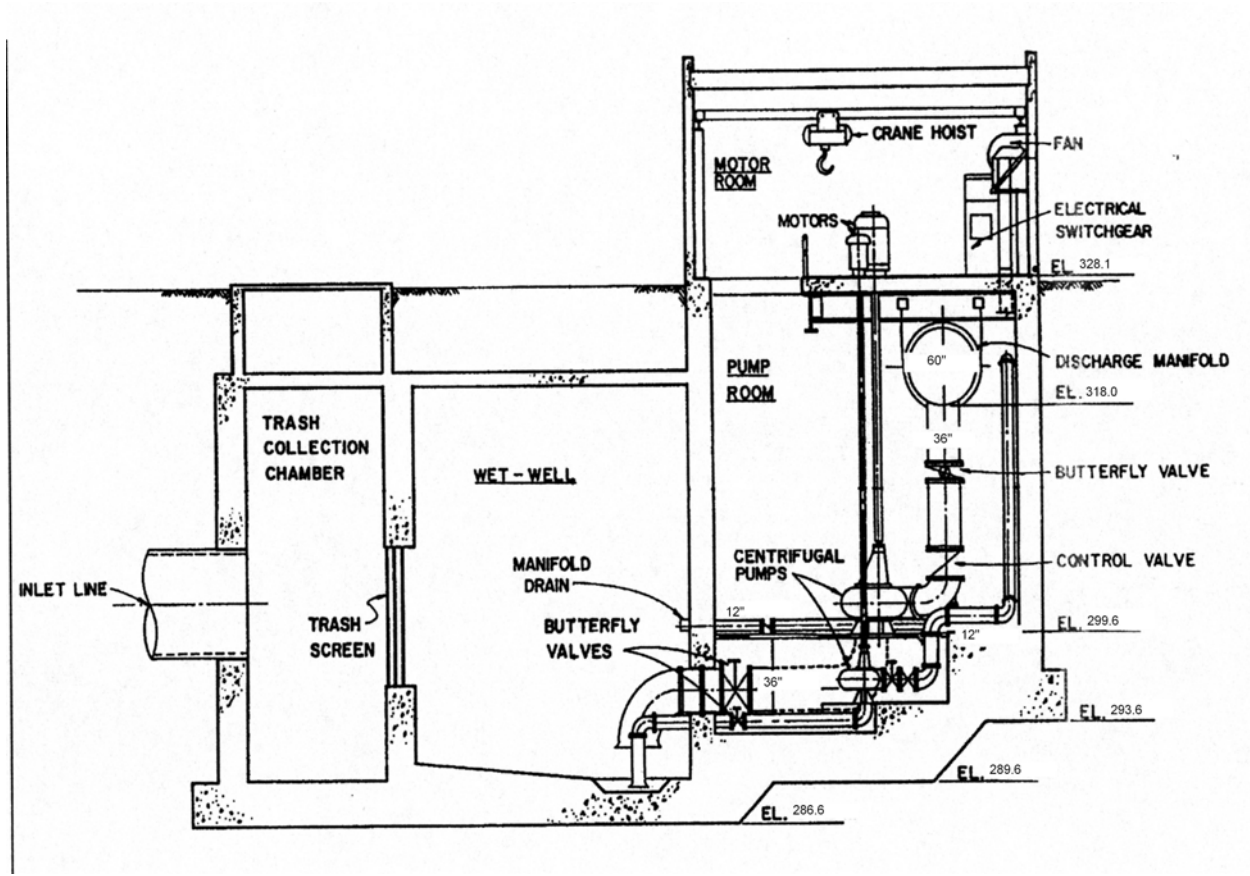 CRANE HOIST
FAN
MOTOR
ROOM
MOTORS
ELECTRICAL
SWITCHGEAR
EL. 328.1
PUMP
ROOM
60"
DISCHARGE MANIFOLD
EL. 318.0
TRASH
COLLECTION
CHAMBER
36"
WET-WELL
BUTTERFLY VALVE
CENTRIFUGAL
PUMPS
CONTROL VALVE
MANIFOLD
DRAIN
INLET LINE
TRASH
SCREEN
12"
BUTTERFLY
VALVES
12"
EL. 299.6
36"
EL. 293.6
EL. 289.6
EL. 286.6